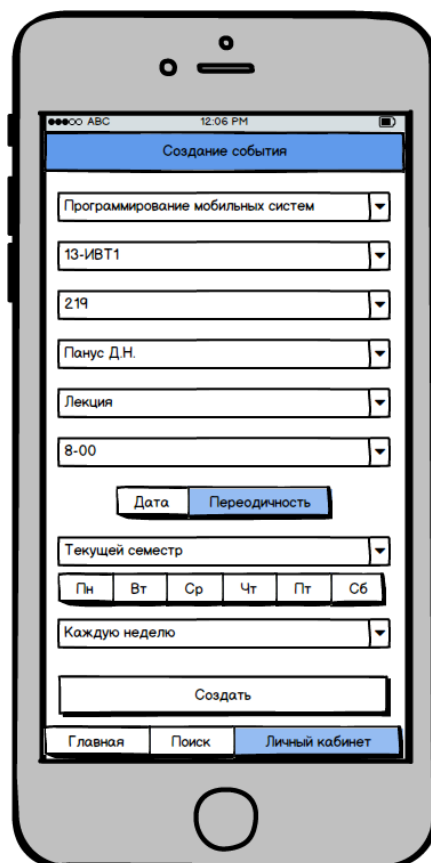 ABC 12:06 PM
Создание события
Программирование мобильных систем
13-ИВТ1
219
Панус Д.Н.
Лекция
8-00
Дата Переодичность
Текущей семестр
Пн Вт Ср Чт Пт Сб
Каждую неделю
Создать
Главная Поиск Личный кабинет